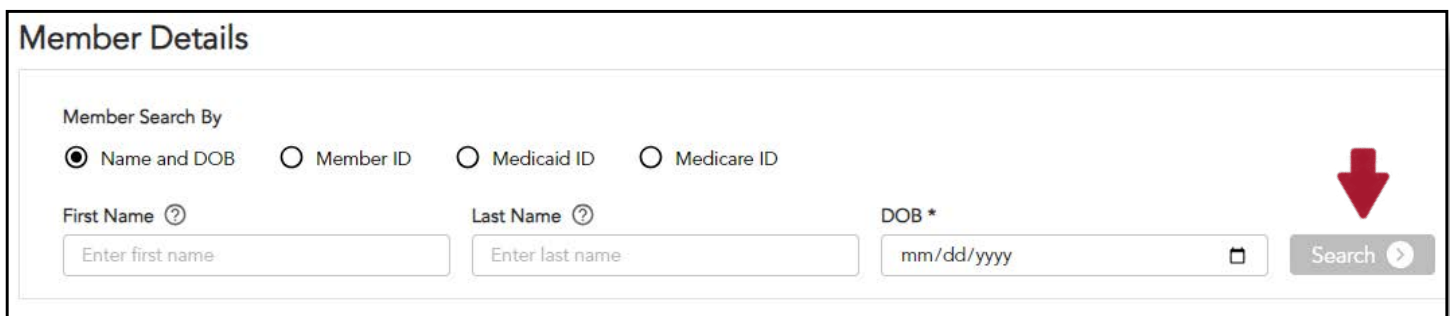 Member Details
Member Search By
Name and DOB Member ID Medicaid ID Medicare ID
First Name ? Last Name ? DOB *
Enter first name Enter last name mm/dd/yyyy Search